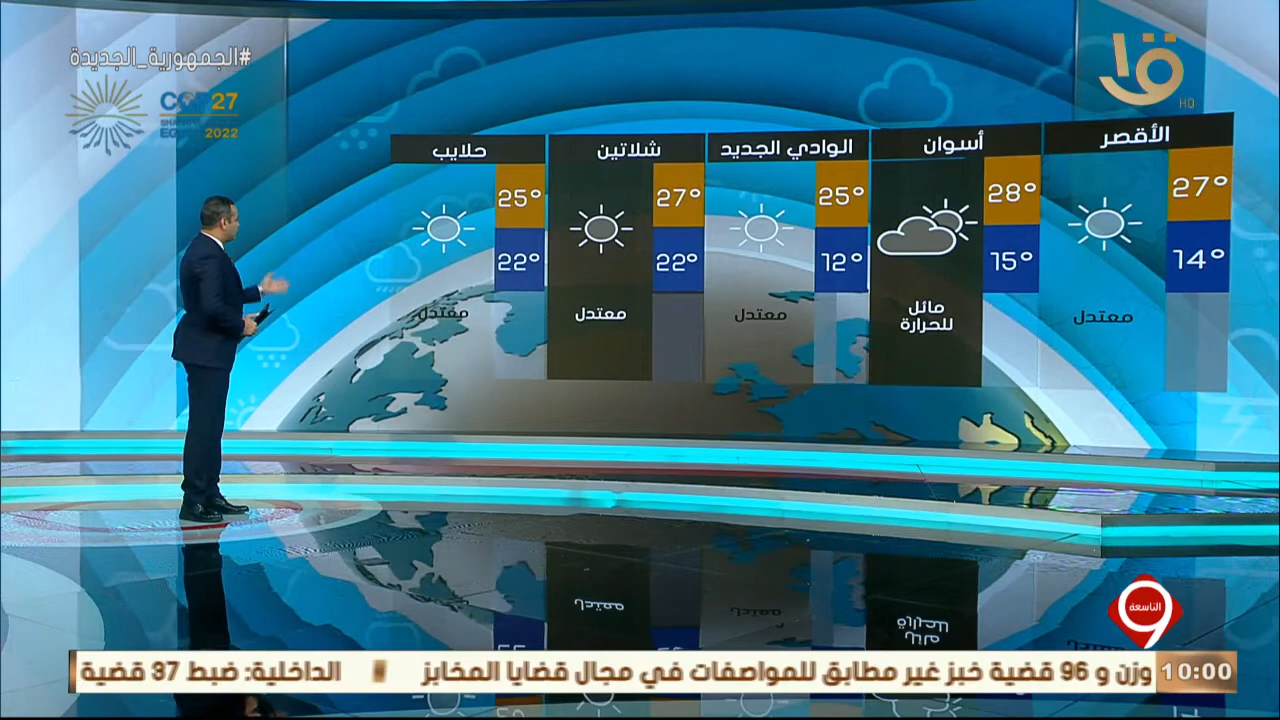 #الجمهورية_الجديدة
COP27
2022
HD
الأقصر
27°
14°
معتدل
أسوان
28°
15°
مائل
للحرارة
الوادي الجديد
25°
12°
معتدل
شلاتين
27°
22°
معتدل
حلايب
25°
22°
معتدل
التاسعة
9
10:00
وزن و 96 قضية خبز غير مطابق للمواصفات في مجال قضايا المخابز
الداخلية: ضبط 37 قضية